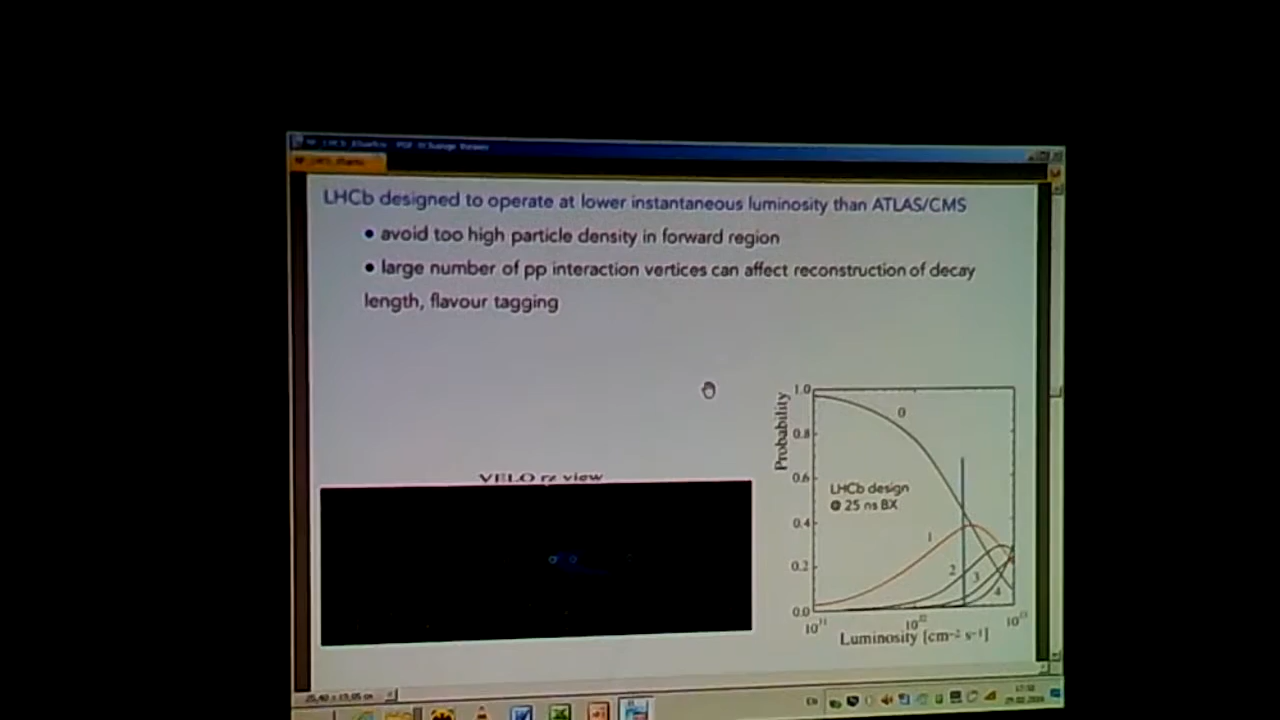 LHCb designed to operate at lower instantaneous luminosity than ATLAS/CMS
• avoid too high particle density in forward region
• large number of pp interaction vertices can affect reconstruction of decay
length, flavour tagging
VELO rz view
Probability
1.0
0.8
0.6
0.4
0.2
0.0
0
1
2
3
4
LHCb design
@ 25 ns BX
10³¹
10³²
10³³
Luminosity [cm⁻² s⁻¹]